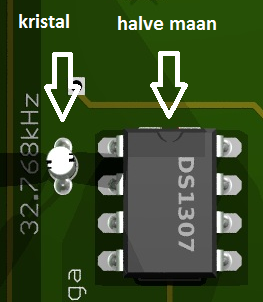 kristal
halve maan
32.768kHz
DS1307
ga